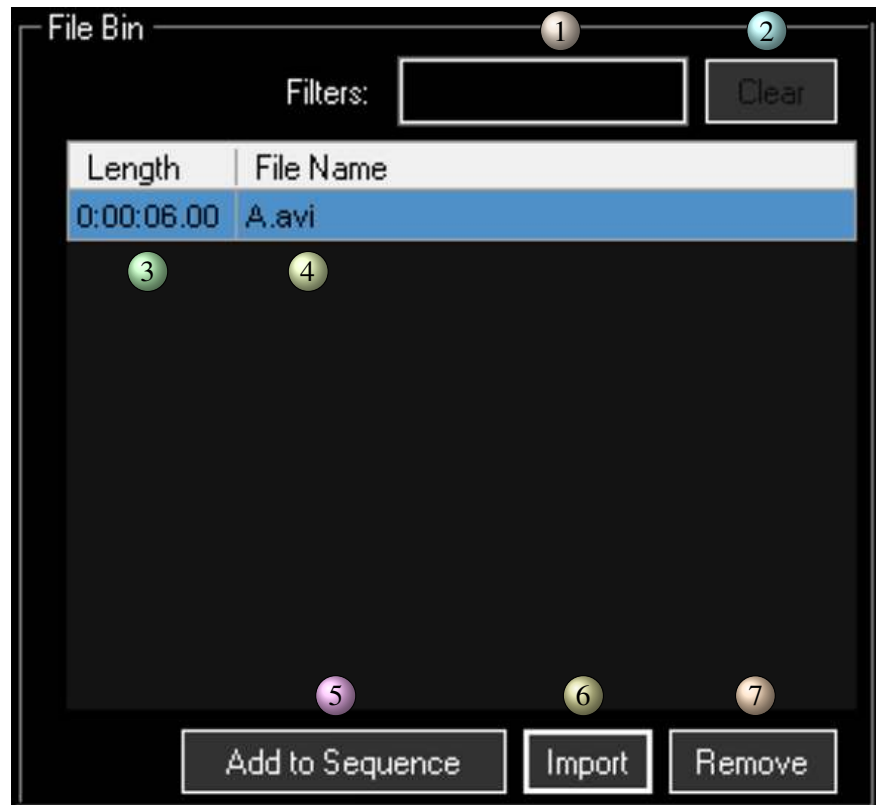 File Bin 1 2
Filters: Clear
Length File Name
0:00:06.00 A.avi
3 4
5 6 7
Add to Sequence Import Remove